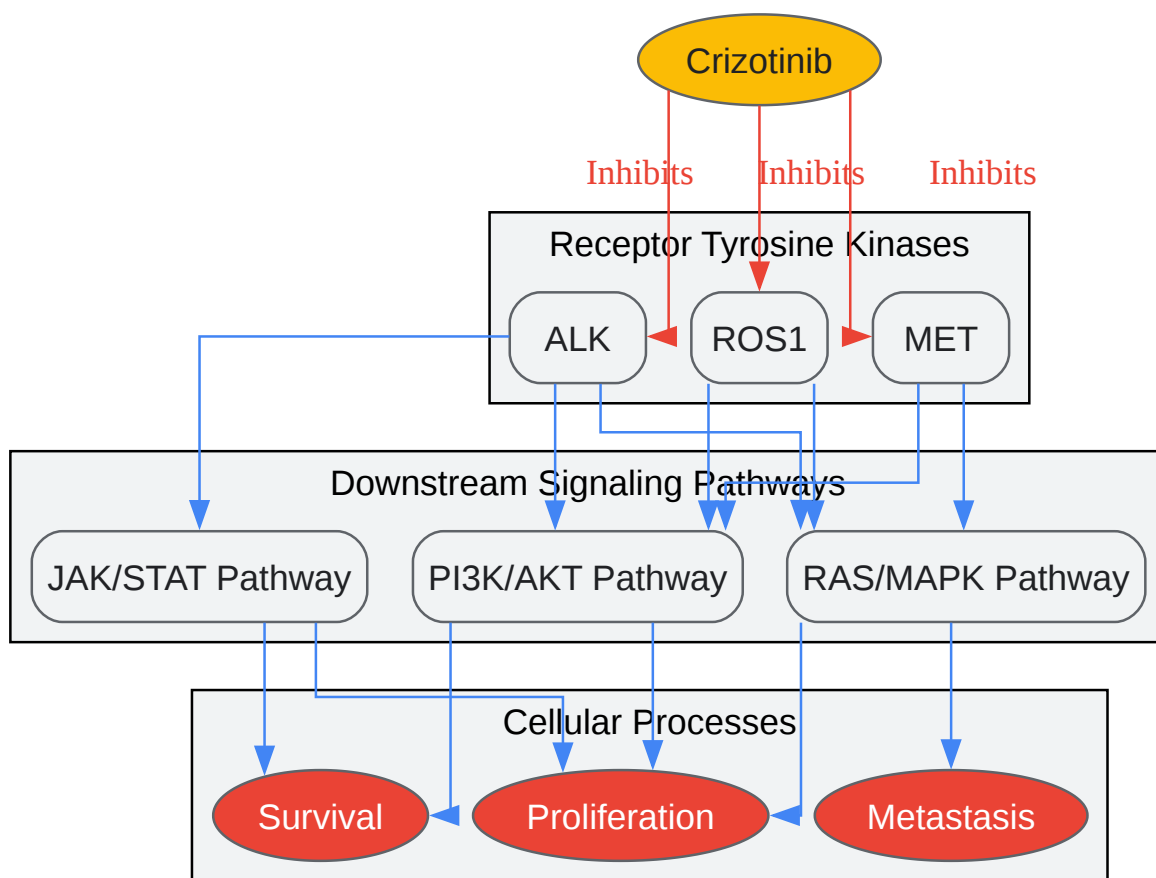 Crizotinib
Inhibits
Inhibits
Inhibits
Receptor Tyrosine Kinases
ALK
ROS1
MET
Downstream Signaling Pathways
JAK/STAT Pathway
PI3K/AKT Pathway
RAS/MAPK Pathway
Cellular Processes
Survival
Proliferation
Metastasis